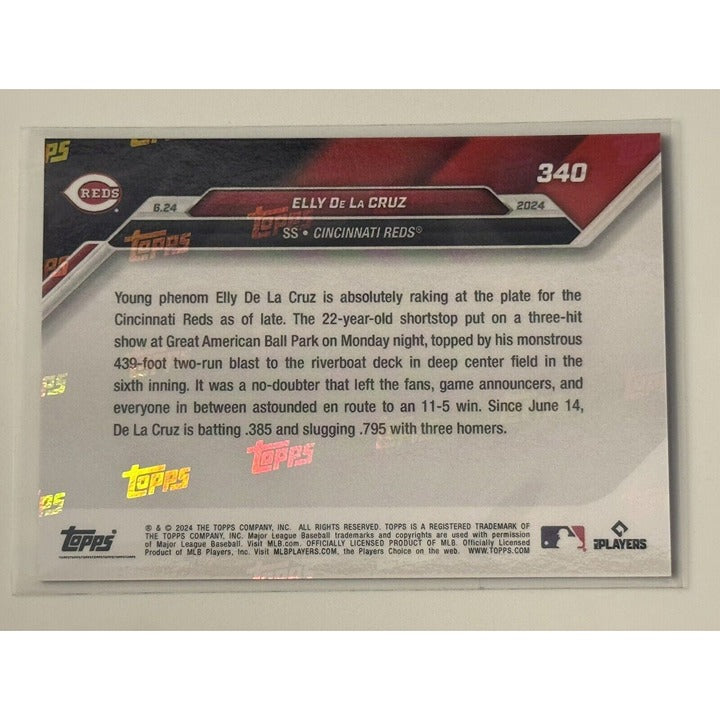 TOPPS
REDS
340
ELLY DE LA CRUZ
6.24
2024
TOPPS
TOPPS
SS • CINCINNATI REDS®
Young phenom Elly De La Cruz is absolutely raking at the plate for the
Cincinnati Reds as of late. The 22-year-old shortstop put on a three-hit
show at Great American Ball Park on Monday night, topped by his monstrous
439-foot two-run blast to the riverboat deck in deep center field in the
sixth inning. It was a no-doubter that left the fans, game announcers, and
everyone in between astounded en route to an 11-5 win. Since June 14,
De La Cruz is batting .385 and slugging .795 with three homers.
TOPPS
TOPPS
TOPPS
® & © 2024 THE TOPPS COMPANY, INC. ALL RIGHTS RESERVED. TOPPS IS A REGISTERED TRADEMARK OF
THE TOPPS COMPANY, INC. Major League Baseball trademarks and copyrights are used with permission
of Major League Baseball. Visit MLB.com. OFFICIALLY LICENSED PRODUCT OF MLB. Officially Licensed
Product of MLB Players, Inc. Visit MLBPLAYERS.com, the Players Choice on the web. WWW.TOPPS.COM
PLAYERS